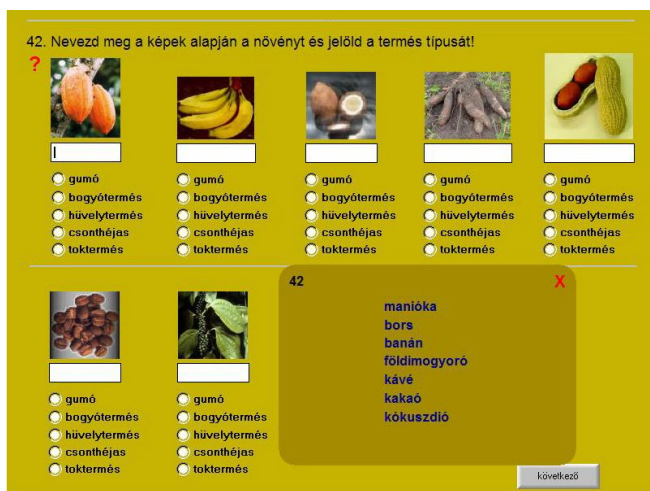 42. Nevezd meg a képek alapján a növényt és jelöld a termés típusát!
?
gumó gumó gumó gumó gumó
bogyótermés bogyótermés bogyótermés bogyótermés bogyótermés
hüvelytermés hüvelytermés hüvelytermés hüvelytermés hüvelytermés
csonthéjas csonthéjas csonthéjas csonthéjas csonthéjas
toktermés toktermés toktermés toktermés toktermés
42 X
manióka
bors
banán
földimogyoró
kávé
kakaó
kókuszdió
gumó gumó
bogyótermés bogyótermés
hüvelytermés hüvelytermés
csonthéjas csonthéjas
toktermés toktermés
következő